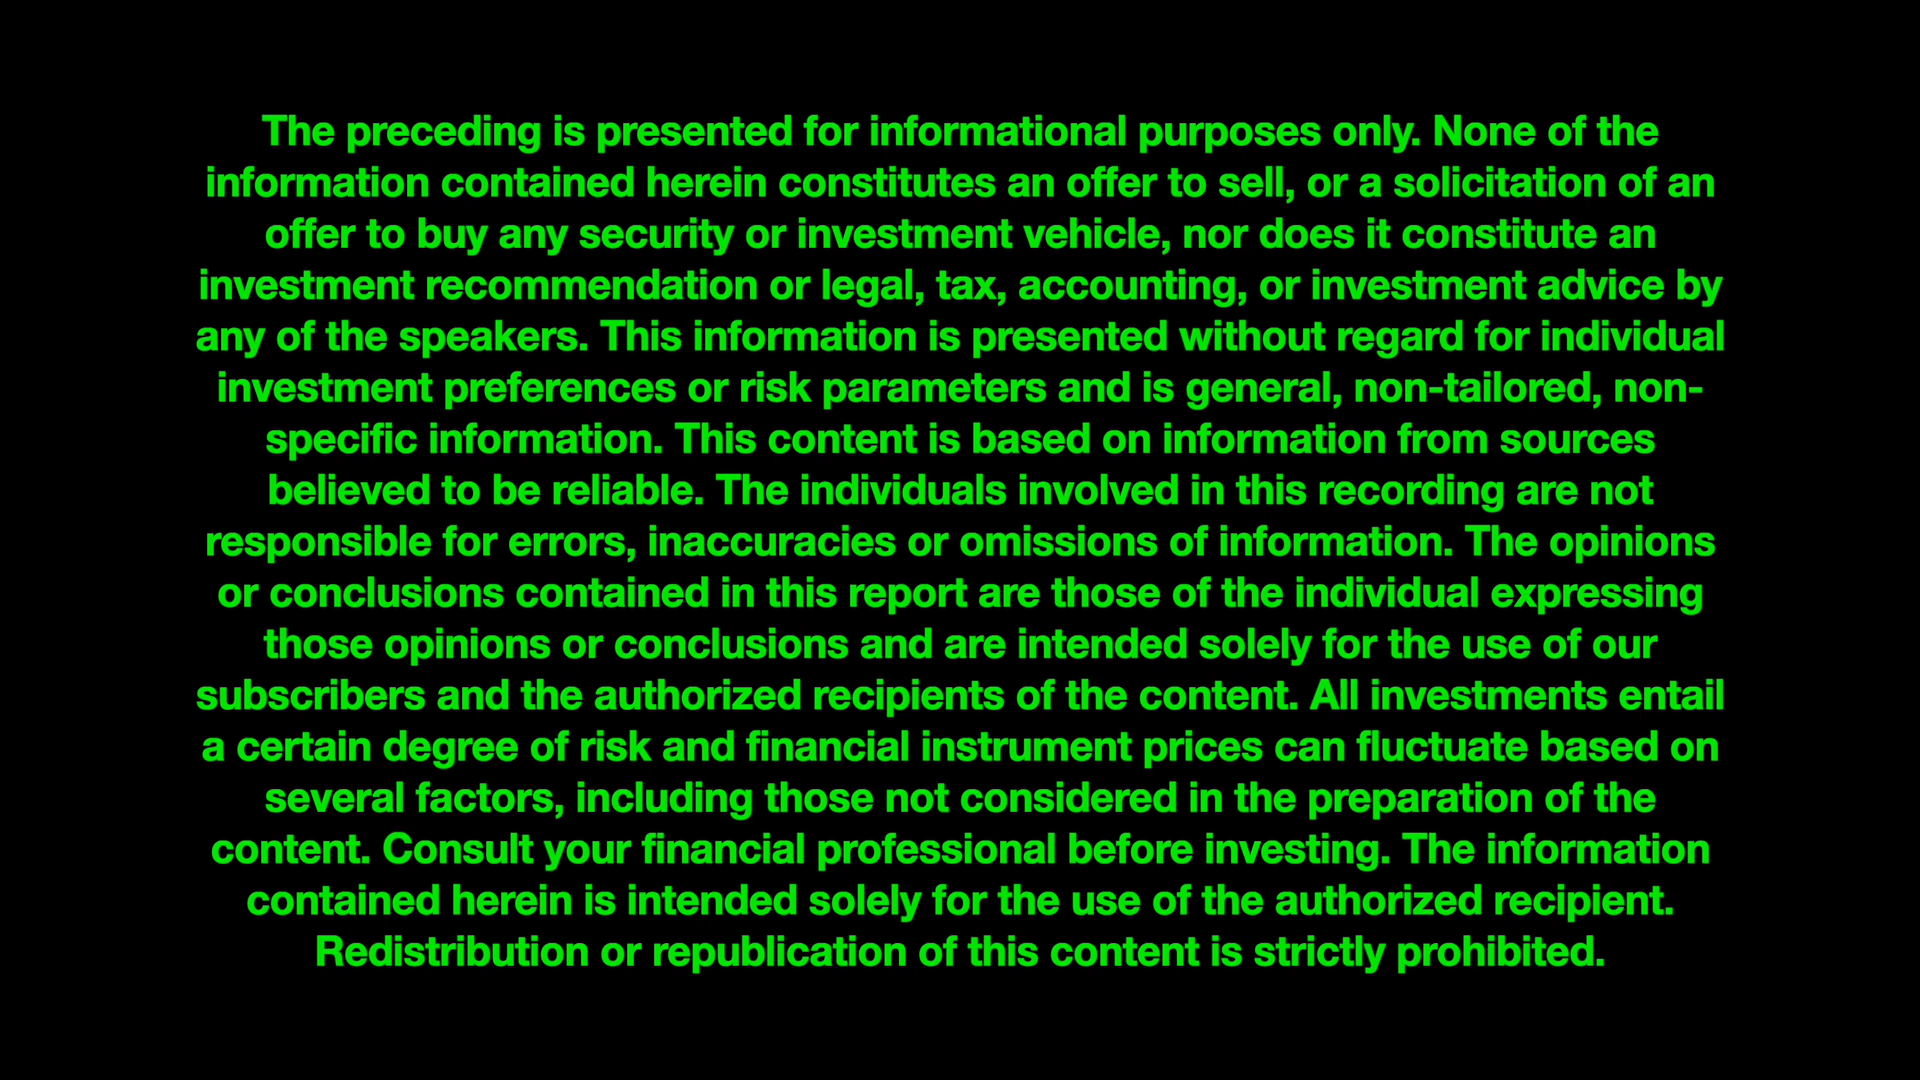 The preceding is presented for informational purposes only. None of the
information contained herein constitutes an offer to sell, or a solicitation of an
offer to buy any security or investment vehicle, nor does it constitute an
investment recommendation or legal, tax, accounting, or investment advice by
any of the speakers. This information is presented without regard for individual
investment preferences or risk parameters and is general, non-tailored, non-
specific information. This content is based on information from sources
believed to be reliable. The individuals involved in this recording are not
responsible for errors, inaccuracies or omissions of information. The opinions
or conclusions contained in this report are those of the individual expressing
those opinions or conclusions and are intended solely for the use of our
subscribers and the authorized recipients of the content. All investments entail
a certain degree of risk and financial instrument prices can fluctuate based on
several factors, including those not considered in the preparation of the
content. Consult your financial professional before investing. The information
contained herein is intended solely for the use of the authorized recipient.
Redistribution or republication of this content is strictly prohibited.